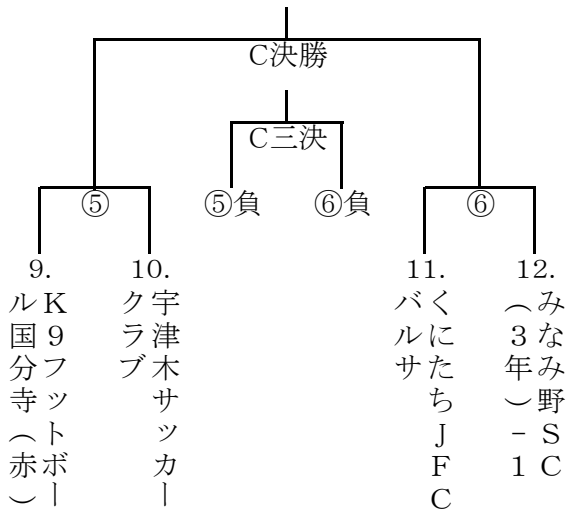 C決勝
C三決
⑤
⑤負
⑥負
⑥
9.
10.
11.
12.
K9フットボー
ル国分寺(赤)
宇津木サッカー
クラブ
くにたちJFC
バルサ
みなみ野SC
(3年)-1